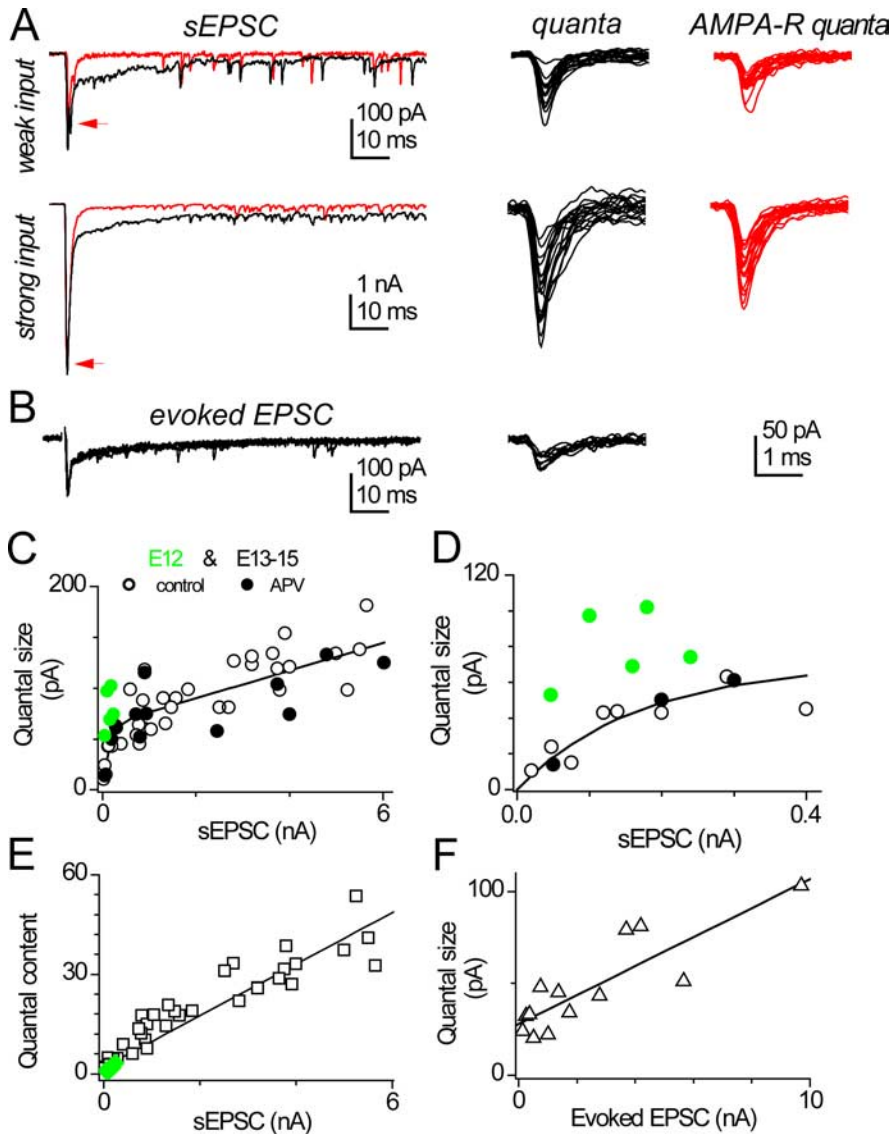 A
sEPSC
quanta
AMPA-R quanta
weak input
100 pA
10 ms
strong input
1 nA
10 ms
B
evoked EPSC
100 pA
10 ms
50 pA
1 ms
C
E12 & E13-15
control
APV
200
Quantal size
(pA)
0
0
6
sEPSC (nA)
D
120
Quantal size
(pA)
0
0.0
0.4
sEPSC (nA)
E
60
Quantal content
30
0
0
6
sEPSC (nA)
F
100
Quantal size
(pA)
0
0
10
Evoked EPSC (nA)